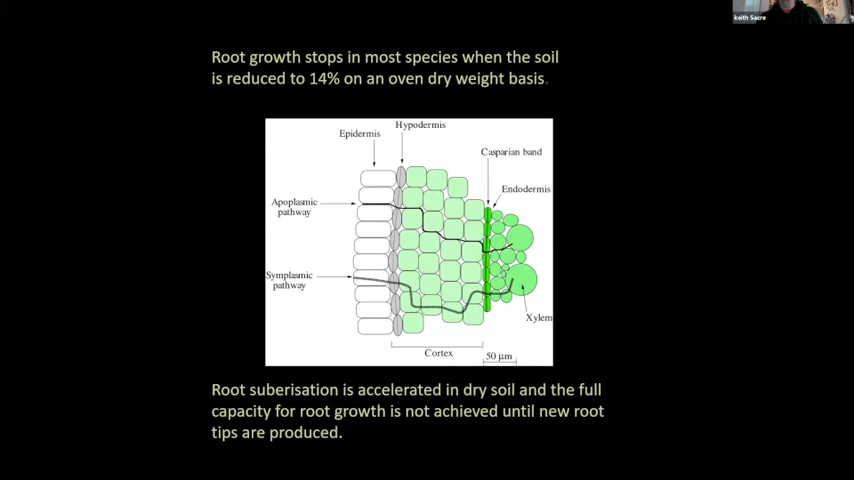 keith Sacre
Root growth stops in most species when the soil
is reduced to 14% on an oven dry weight basis.
Hypodermis
Epidermis
Casparian band
Endodermis
Apoplasmic
pathway
Symplasmic
pathway
Xylem
Cortex
50 μm
Root suberisation is accelerated in dry soil and the full
capacity for root growth is not achieved until new root
tips are produced.